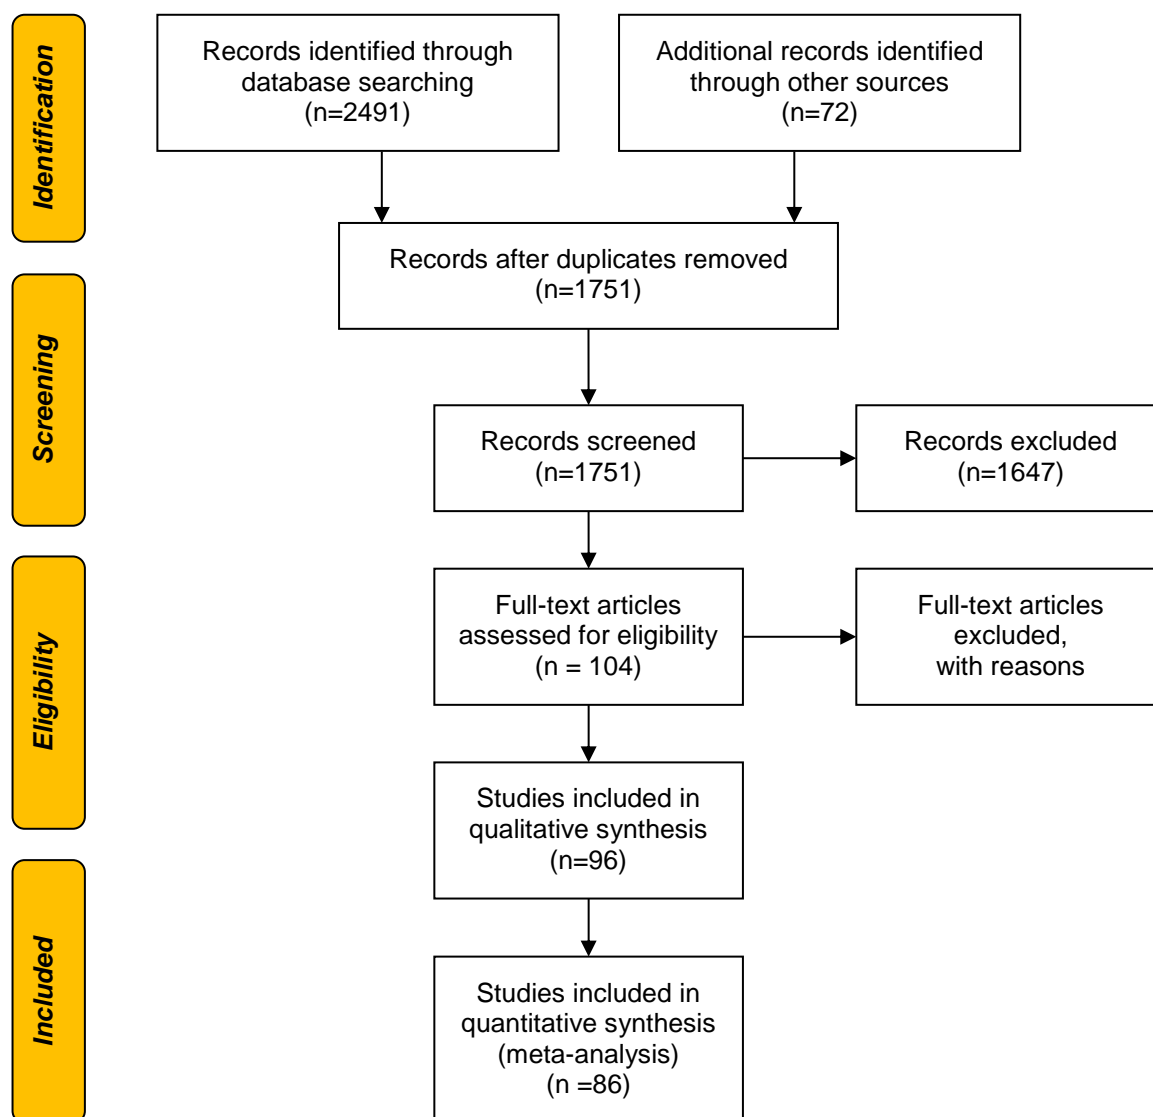 Identification
Records identified through
database searching
(n=2491)
Additional records identified
through other sources
(n=72)
Records after duplicates removed
(n=1751)
Screening
Records screened
(n=1751)
Records excluded
(n=1647)
Eligibility
Full-text articles
assessed for eligibility
(n = 104)
Full-text articles
excluded,
with reasons
Studies included in
qualitative synthesis
(n=96)
Included
Studies included in
quantitative synthesis
(meta-analysis)
(n =86)